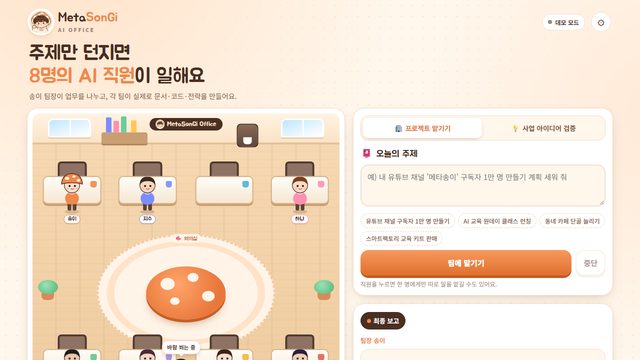 MetaSonGi
AI OFFICE
데모 모드
주제만 던지면
8명의 AI 직원이 일해요
송이 팀장이 업무를 나누고, 각 팀이 실제로 문서·코드·전략을 만들어요.
MetaSonGi Office
송이
지수
하나
회의실
바람 쐬는 중
프로젝트 맡기기
사업 아이디어 검증
오늘의 주제
예) 내 유튜브 채널 '메타송이' 구독자 1만 명 만들기 계획 세워 줘
유튜브 채널 구독자 1만 명 만들기
AI 교육 원데이 클래스 런칭
동네 카페 단골 늘리기
스마트팩토리 교육 키트 판매
팀에 맡기기
중단
직원을 누르면 한 명에게만 따로 일을 맡길 수도 있어요.
최종 보고
팀장 송이